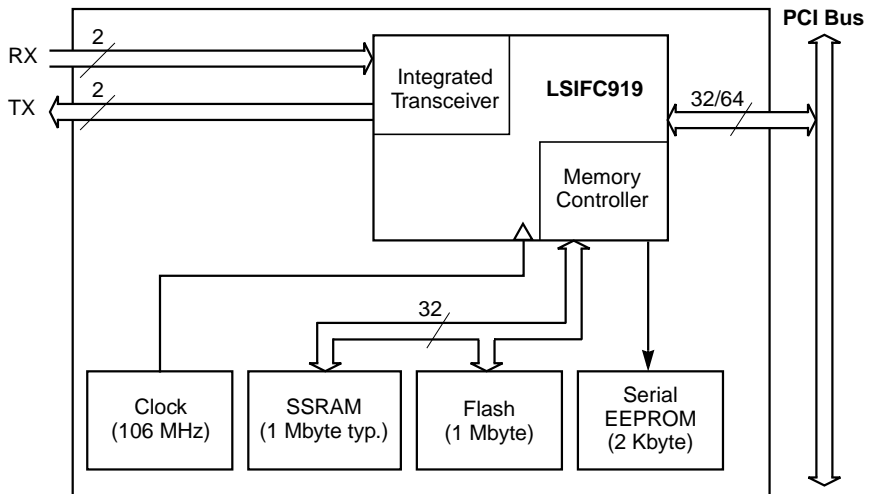 PCI Bus
RX
2
TX
2
Integrated
Transceiver
LSIFC919
32/64
Memory
Controller
32
Clock
(106 MHz)
SSRAM
(1 Mbyte typ.)
Flash
(1 Mbyte)
Serial
EEPROM
(2 Kbyte)